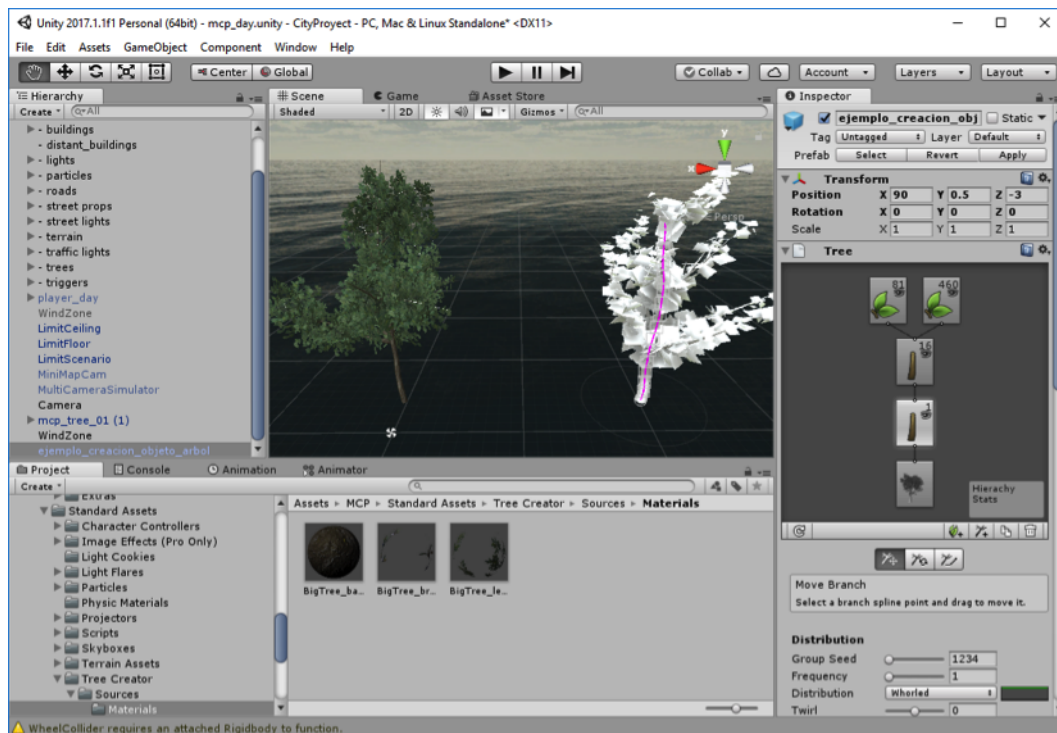 Unity 2017.1.1f1 Personal (64bit) - mcp_day.unity - CityProyect - PC, Mac & Linux Standalone* <DX11>
File Edit Assets GameObject Component Window Help
Center Global Collab Account Layers Layout
Hierarchy
Create All
- buildings
- distant_buildings
- lights
- particles
- roads
- street props
- street lights
- terrain
- traffic lights
- trees
- triggers
player_day
WindZone
LimitCeiling
LimitFloor
LimitScenario
MiniMapCam
MultiCameraSimulator
Camera
mcp_tree_01 (1)
WindZone
ejemplo_creacion_objeto_arbol
Scene Game Asset Store
Shaded 2D Gizmos All
y
x
Persp
Inspector
ejemplo_creacion_obj Static
Tag Untagged Layer Default
Prefab Select Revert Apply
Transform
Position X 90 Y 0.5 Z -3
Rotation X 0 Y 0 Z 0
Scale X 1 Y 1 Z 1
Tree
81 460
16
1
Hierachy
Stats
Move Branch
Select a branch spline point and drag to move it.
Distribution
Group Seed 1234
Frequency 1
Distribution Whorled
Twirl 0
Project Console Animation Animator
Create
Extras
Standard Assets
Character Controllers
Image Effects (Pro Only)
Light Cookies
Light Flares
Particles
Physic Materials
Projectors
Scripts
Skyboxes
Terrain Assets
Tree Creator
Sources
Materials
Assets MCP Standard Assets Tree Creator Sources Materials
BigTree_ba... BigTree_br... BigTree_le...
WheelCollider requires an attached Rigidbody to function.